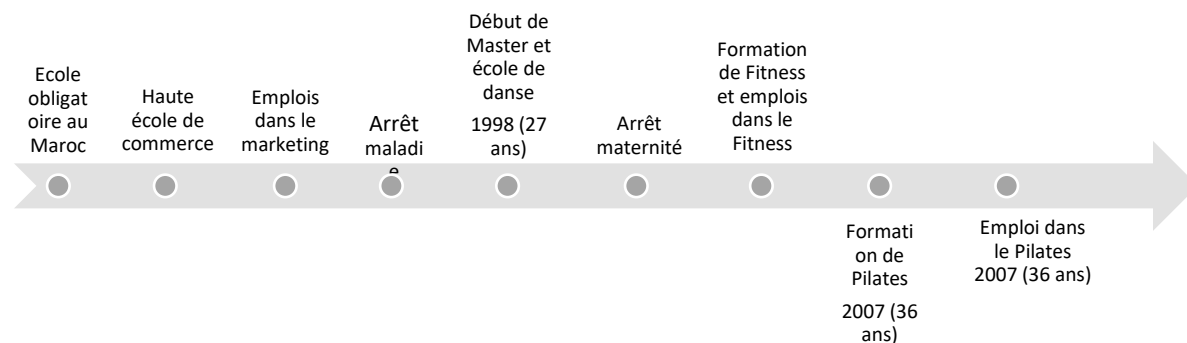 Ecole
obligat
oire au
Maroc
Haute
école de
commerce
Emplois
dans le
marketing
Arrêt
maladi
e
Début de
Master et
école de
danse
1998 (27
ans)
Arrêt
maternité
Formation
de Fitness
et emplois
dans le
Fitness
Formati
on de
Pilates
2007 (36
ans)
Emploi dans
le Pilates
2007 (36 ans)